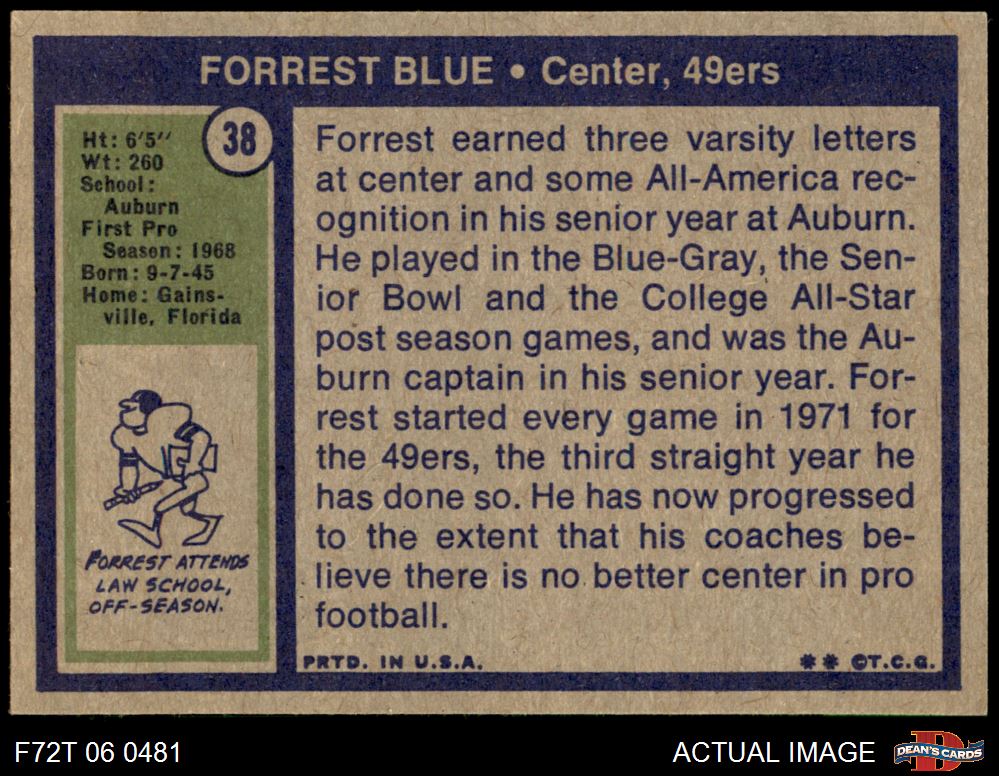 FORREST BLUE • Center, 49ers
38
Ht: 6'5''
Wt: 260
School:
Auburn
First Pro
Season: 1968
Born: 9-7-45
Home: Gains-
ville, Florida
FORREST ATTENDS
LAW SCHOOL,
OFF-SEASON.
Forrest earned three varsity letters
at center and some All-America rec-
ognition in his senior year at Auburn.
He played in the Blue-Gray, the Sen-
ior Bowl and the College All-Star
post season games, and was the Au-
burn captain in his senior year. For-
rest started every game in 1971 for
the 49ers, the third straight year he
has done so. He has now progressed
to the extent that his coaches be-
lieve there is no better center in pro
football.
PRTD. IN U.S.A.
** ©T.C.G.
F72T 06 0481
ACTUAL IMAGE
D
DEAN'S CARDS